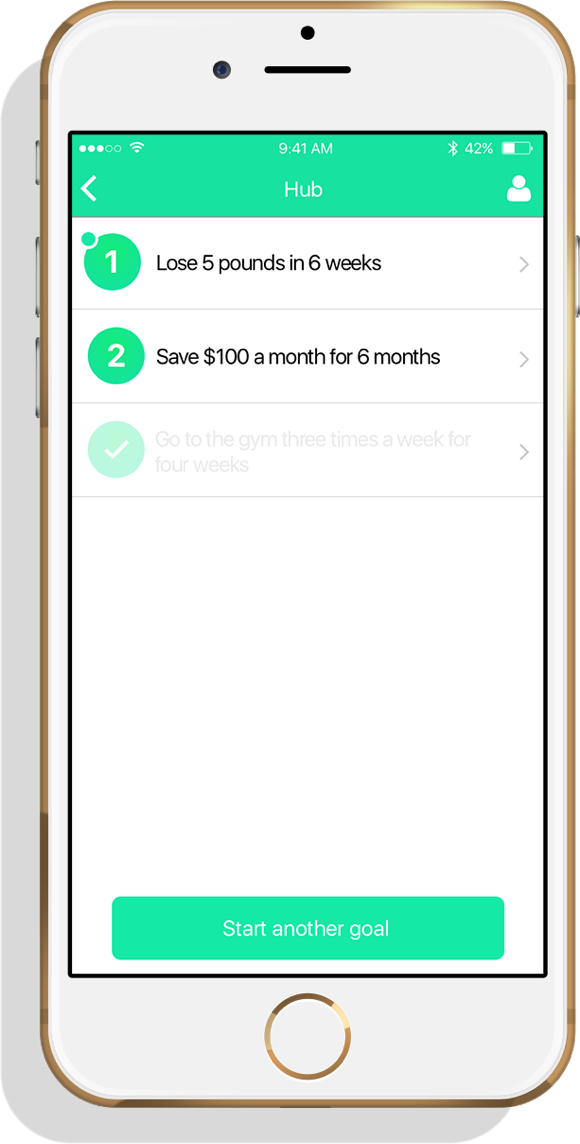 9:41 AM
42%
Hub
1
Lose 5 pounds in 6 weeks
2
Save $100 a month for 6 months
Go to the gym three times a week for
four weeks
Start another goal